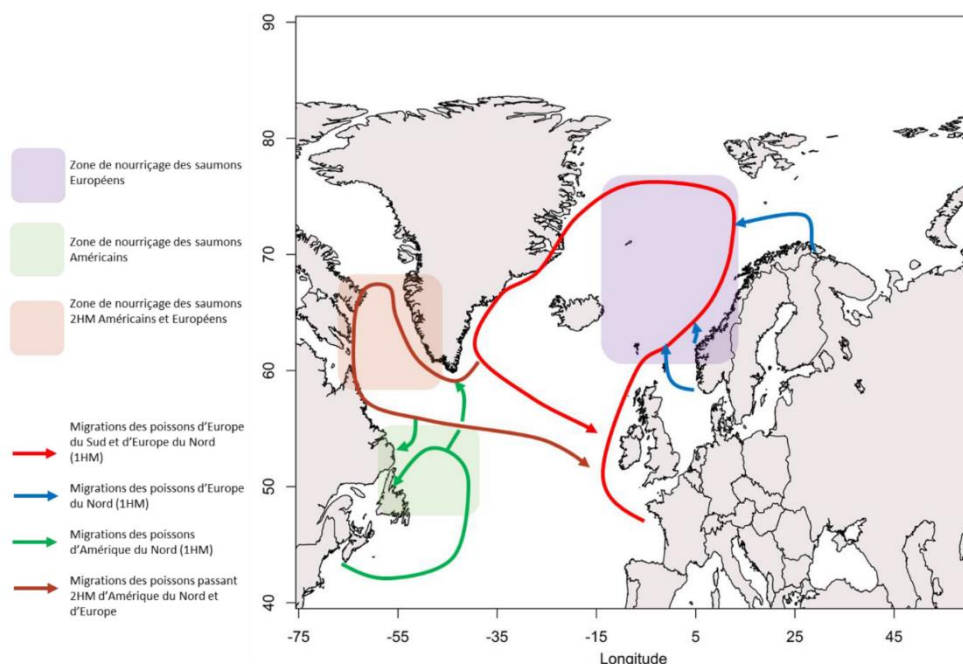 Zone de nourriçage des saumons
Européens
Zone de nourriçage des saumons
Américains
Zone de nourriçage des saumons
2HM Américains et Européens
Migrations des poissons d'Europe
du Sud et d'Europe du Nord
(1HM)
Migrations des poissons d'Europe
du Nord (1HM)
Migrations des poissons
d'Amérique du Nord (1HM)
Migrations des poissons passant
2HM d'Amérique du Nord et
d'Europe
90
80
70
60
50
40
-75 -55 -35 -15 5 25 45
Longitude